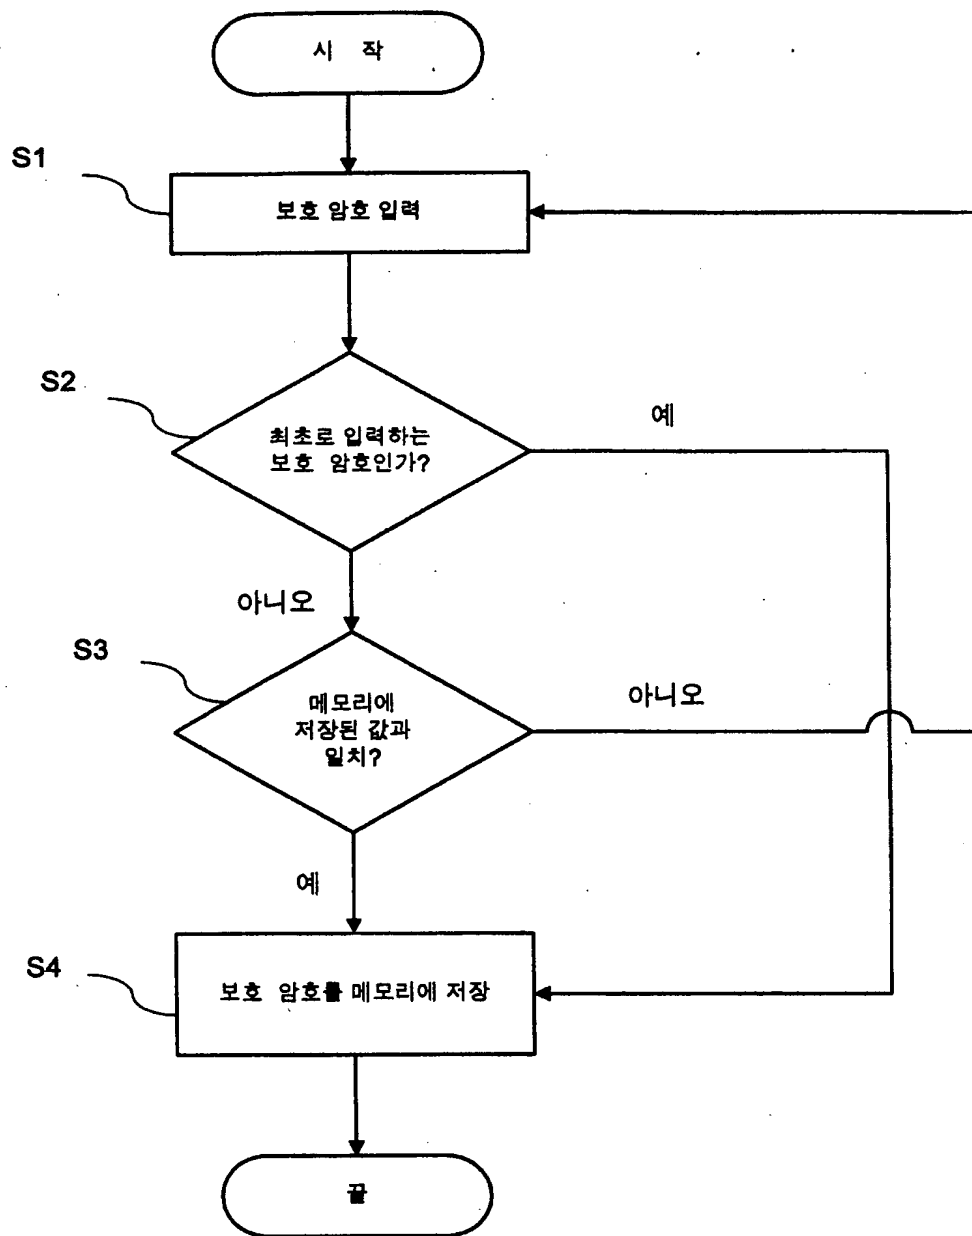 시 작
S1
보호 암호 입력
S2
최초로 입력하는
보호 암호인가?
예
아니오
S3
메모리에
저장된 값과
일치?
아니오
예
S4
보호 암호를 메모리에 저장
끝